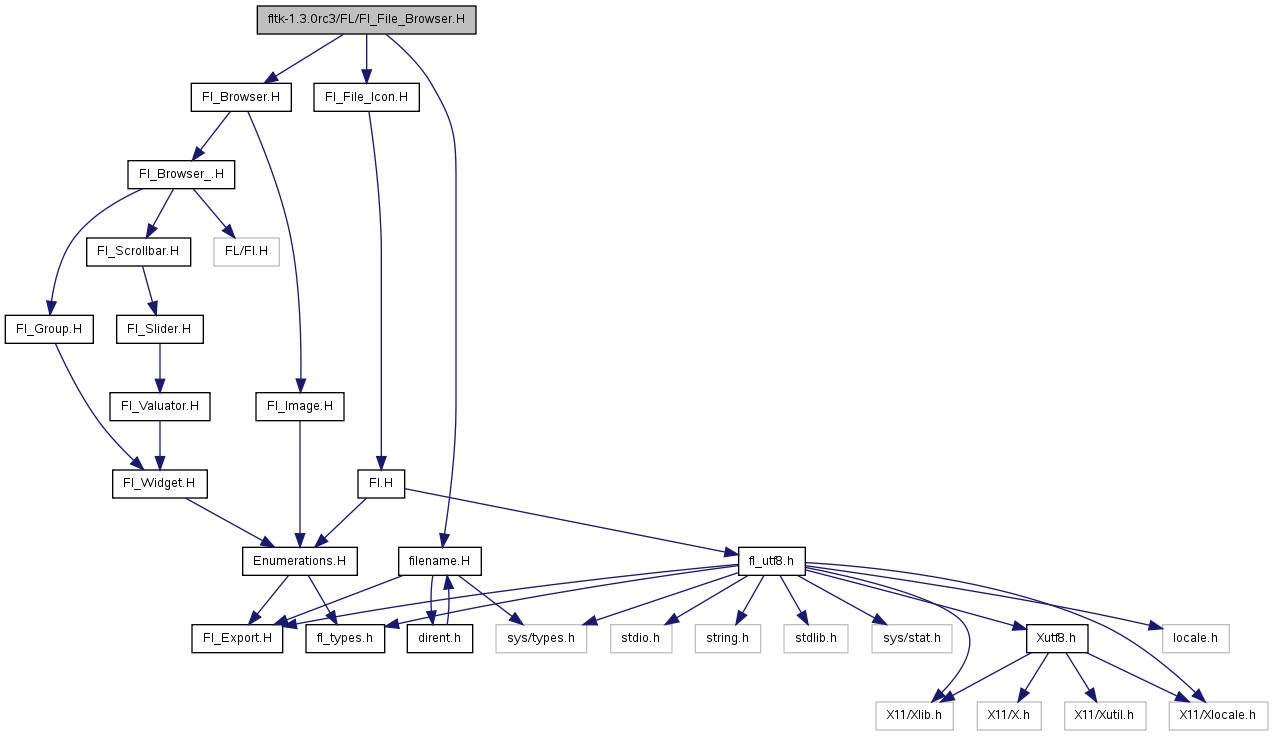 fltk-1.3.0rc3/FL/Fl_File_Browser.H
Fl_Browser.H
Fl_File_Icon.H
Fl_Browser_.H
Fl_Scrollbar.H
FL/Fl.H
Fl_Group.H
Fl_Slider.H
Fl_Valuator.H
Fl_Image.H
Fl_Widget.H
Fl.H
Enumerations.H
filename.H
fl_utf8.h
Fl_Export.H
fl_types.h
dirent.h
sys/types.h
stdio.h
string.h
stdlib.h
sys/stat.h
Xutf8.h
locale.h
X11/Xlib.h
X11/X.h
X11/Xutil.h
X11/Xlocale.h